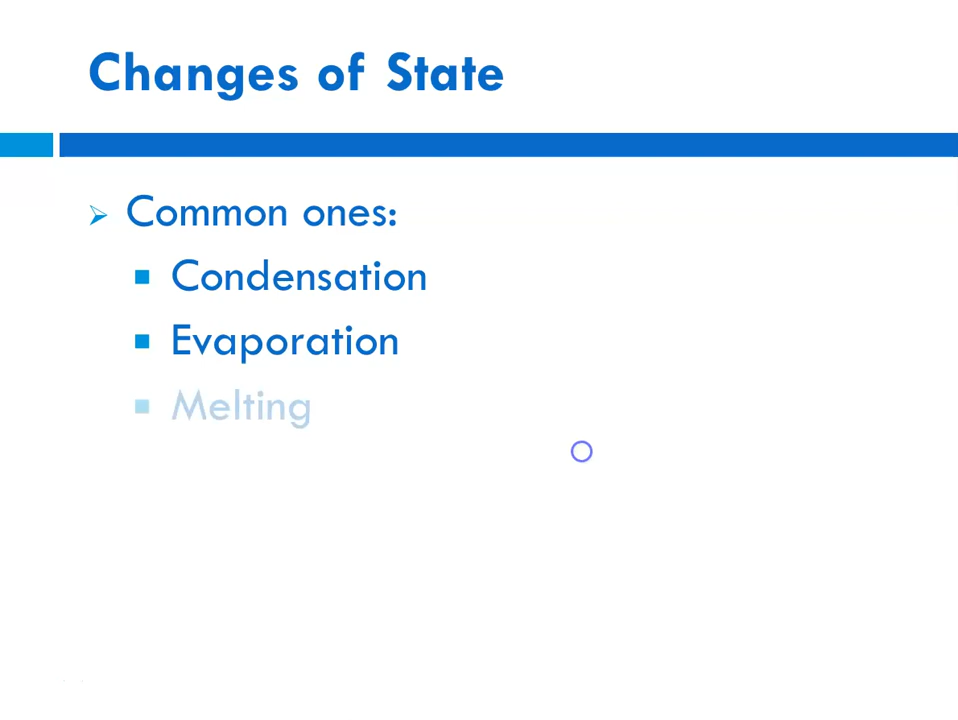 Changes of State
Common ones:
Condensation
Evaporation
Melting